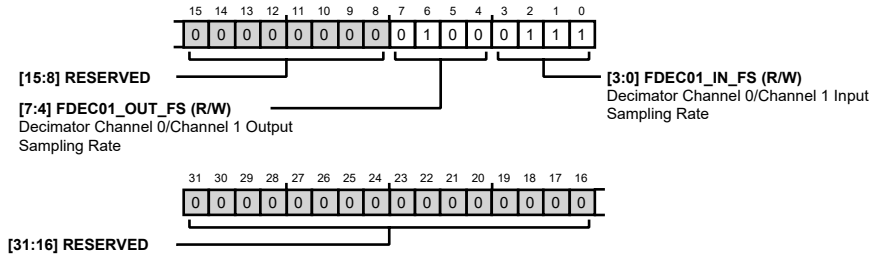 15 14 13 12 11 10 9 8 7 6 5 4 3 2 1 0
0 0 0 0 0 0 0 0 0 1 0 0 0 1 1 1
[15:8] RESERVED
[3:0] FDEC01_IN_FS (R/W)
Decimator Channel 0/Channel 1 Input
Sampling Rate
[7:4] FDEC01_OUT_FS (R/W)
Decimator Channel 0/Channel 1 Output
Sampling Rate
31 30 29 28 27 26 25 24 23 22 21 20 19 18 17 16
0 0 0 0 0 0 0 0 0 0 0 0 0 0 0 0
[31:16] RESERVED